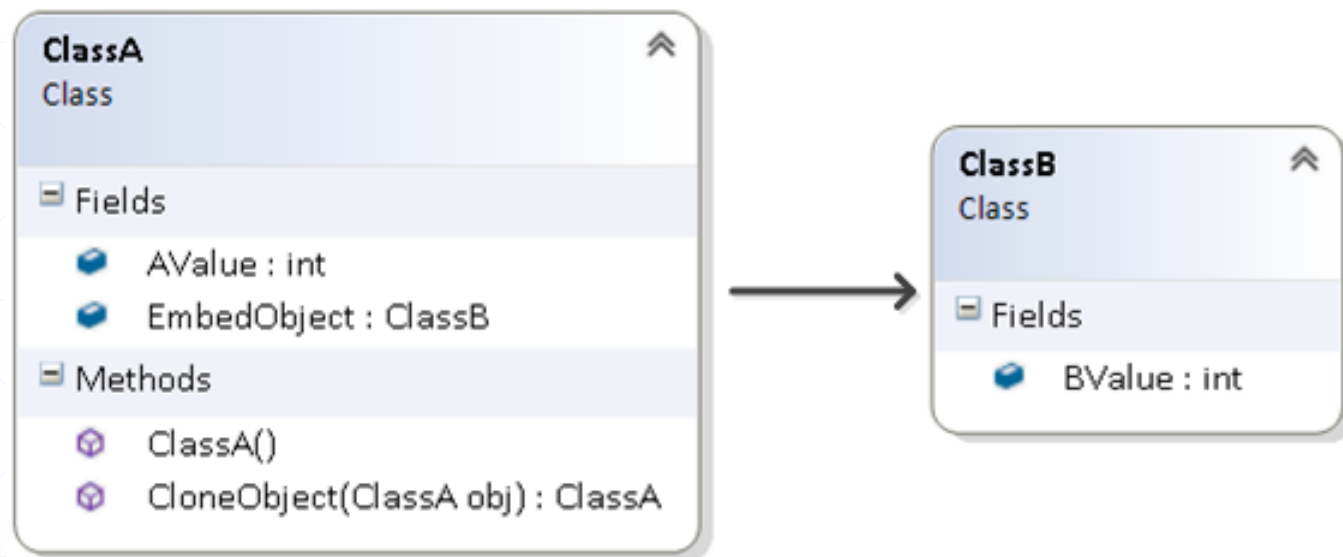 ClassA
Class
Fields
AValue : int
EmbedObject : ClassB
Methods
ClassA()
CloneObject(ClassA obj) : ClassA
ClassB
Class
Fields
BValue : int